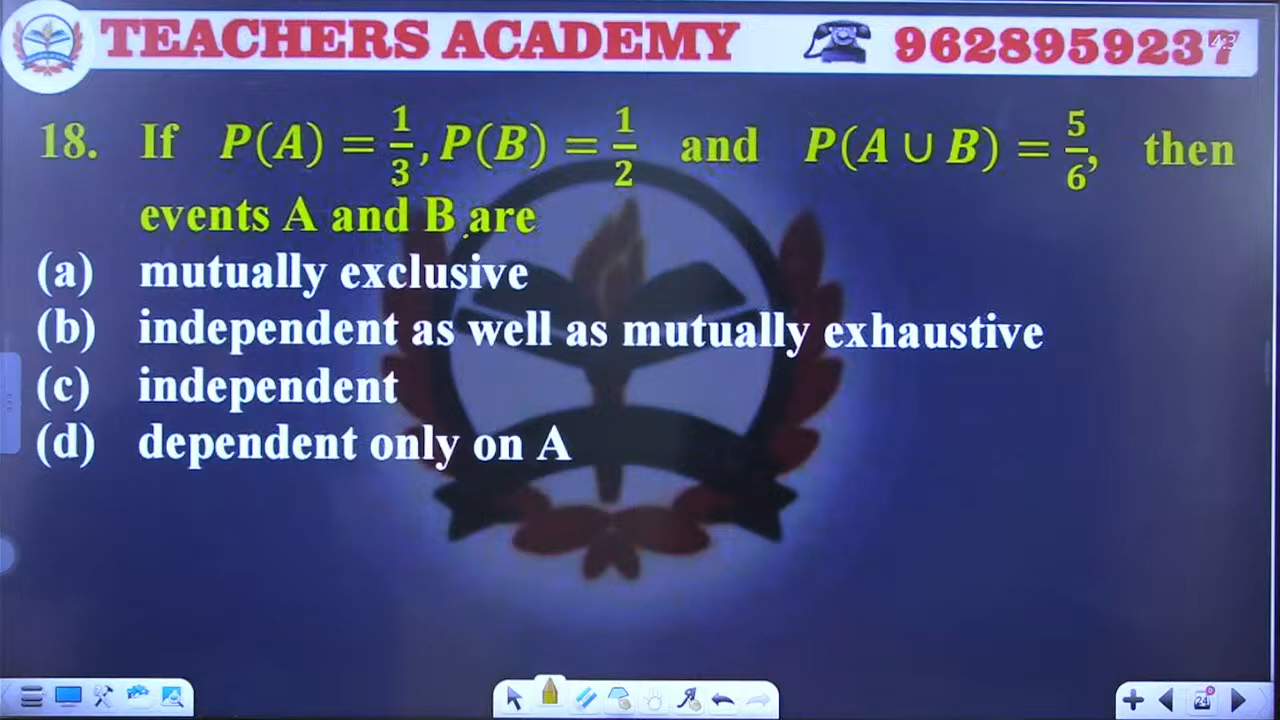 TEACHERS ACADEMY 9628959237
18. If P(A) = 1/3, P(B) = 1/2 and P(A ∪ B) = 5/6, then
events A and B are
(a) mutually exclusive
(b) independent as well as mutually exhaustive
(c) independent
(d) dependent only on A
24